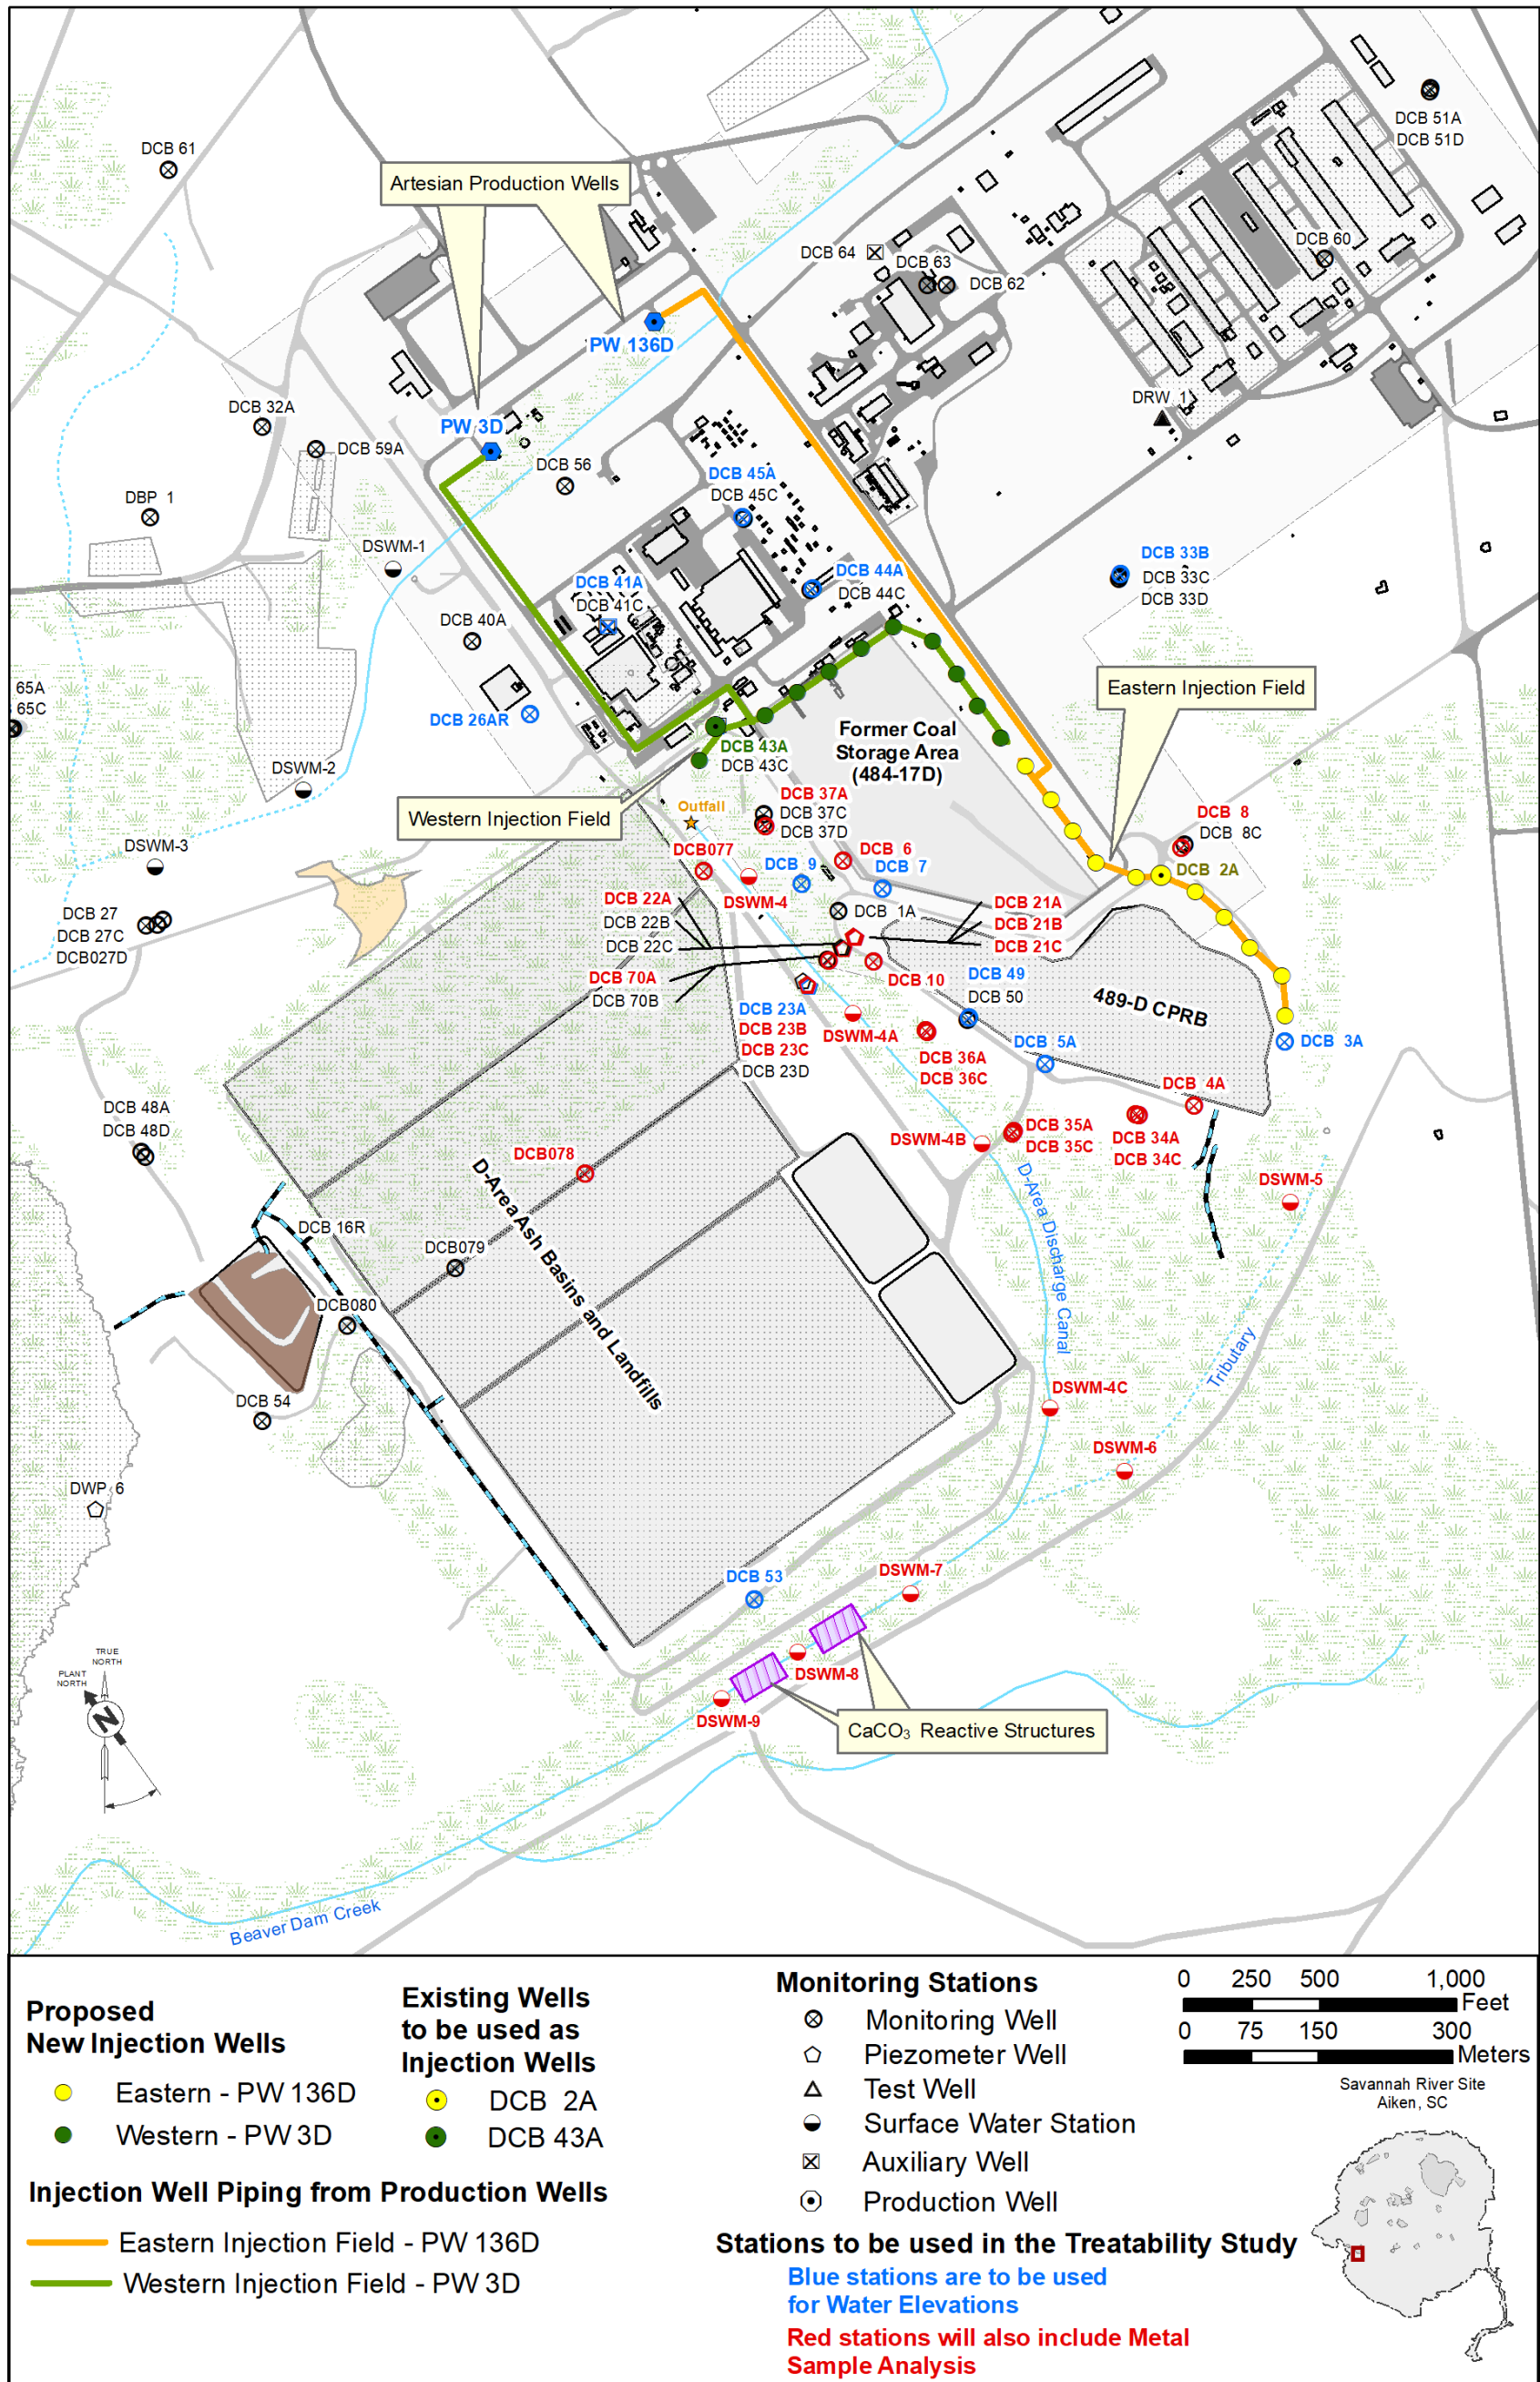 DCB 61
Artesian Production Wells
DCB 51A
DCB 51D
DCB 64
DCB 63
DCB 62
DCB 60
PW 136D
DRW 1
DCB 32A
PW 3D
DCB 59A
DCB 56
DCB 45A
DCB 45C
DBP 1
DSWM-1
DCB 41A
DCB 41C
DCB 44A
DCB 44C
DCB 33B
DCB 33C
DCB 33D
DCB 40A
65A
65C
DCB 26AR
Eastern Injection Field
Former Coal
Storage Area
(484-17D)
DCB 43A
DCB 43C
DSWM-2
Western Injection Field
Outfall
DCB 37A
DCB 37C
DCB 37D
DCB 8
DCB 8C
DSWM-3
DCB077
DCB 9
DCB 6
DCB 7
DCB 2A
DSWM-4
DCB 22A
DCB 22B
DCB 22C
DCB 1A
DCB 21A
DCB 21B
DCB 21C
DCB 27
DCB 27C
DCB027D
DCB 70A
DCB 70B
DCB 10
DCB 49
DCB 50
489-D CPRB
DCB 23A
DCB 23B
DCB 23C
DCB 23D
DSWM-4A
DCB 36A
DCB 36C
DCB 5A
DCB 3A
DCB 4A
DCB 48A
DCB 48D
DSWM-4B
DCB 35A
DCB 35C
DCB 34A
DCB 34C
DCB078
DSWM-5
D-Area Ash Basins and Landfills
D-Area Discharge Canal
DCB 16R
DCB079
DCB080
Tributary
DCB 54
DSWM-4C
DSWM-6
DWP 6
DCB 53
DSWM-7
DSWM-8
DSWM-9
CaCO₃ Reactive Structures
TRUE
NORTH
PLANT
NORTH
N
Beaver Dam Creek
Proposed
New Injection Wells
Eastern - PW 136D
Western - PW 3D
Existing Wells
to be used as
Injection Wells
DCB 2A
DCB 43A
Injection Well Piping from Production Wells
Eastern Injection Field - PW 136D
Western Injection Field - PW 3D
Monitoring Stations
Monitoring Well
Piezometer Well
Test Well
Surface Water Station
Auxiliary Well
Production Well
Stations to be used in the Treatability Study
Blue stations are to be used
for Water Elevations
Red stations will also include Metal
Sample Analysis
0 250 500 1,000
Feet
0 75 150 300
Meters
Savannah River Site
Aiken, SC